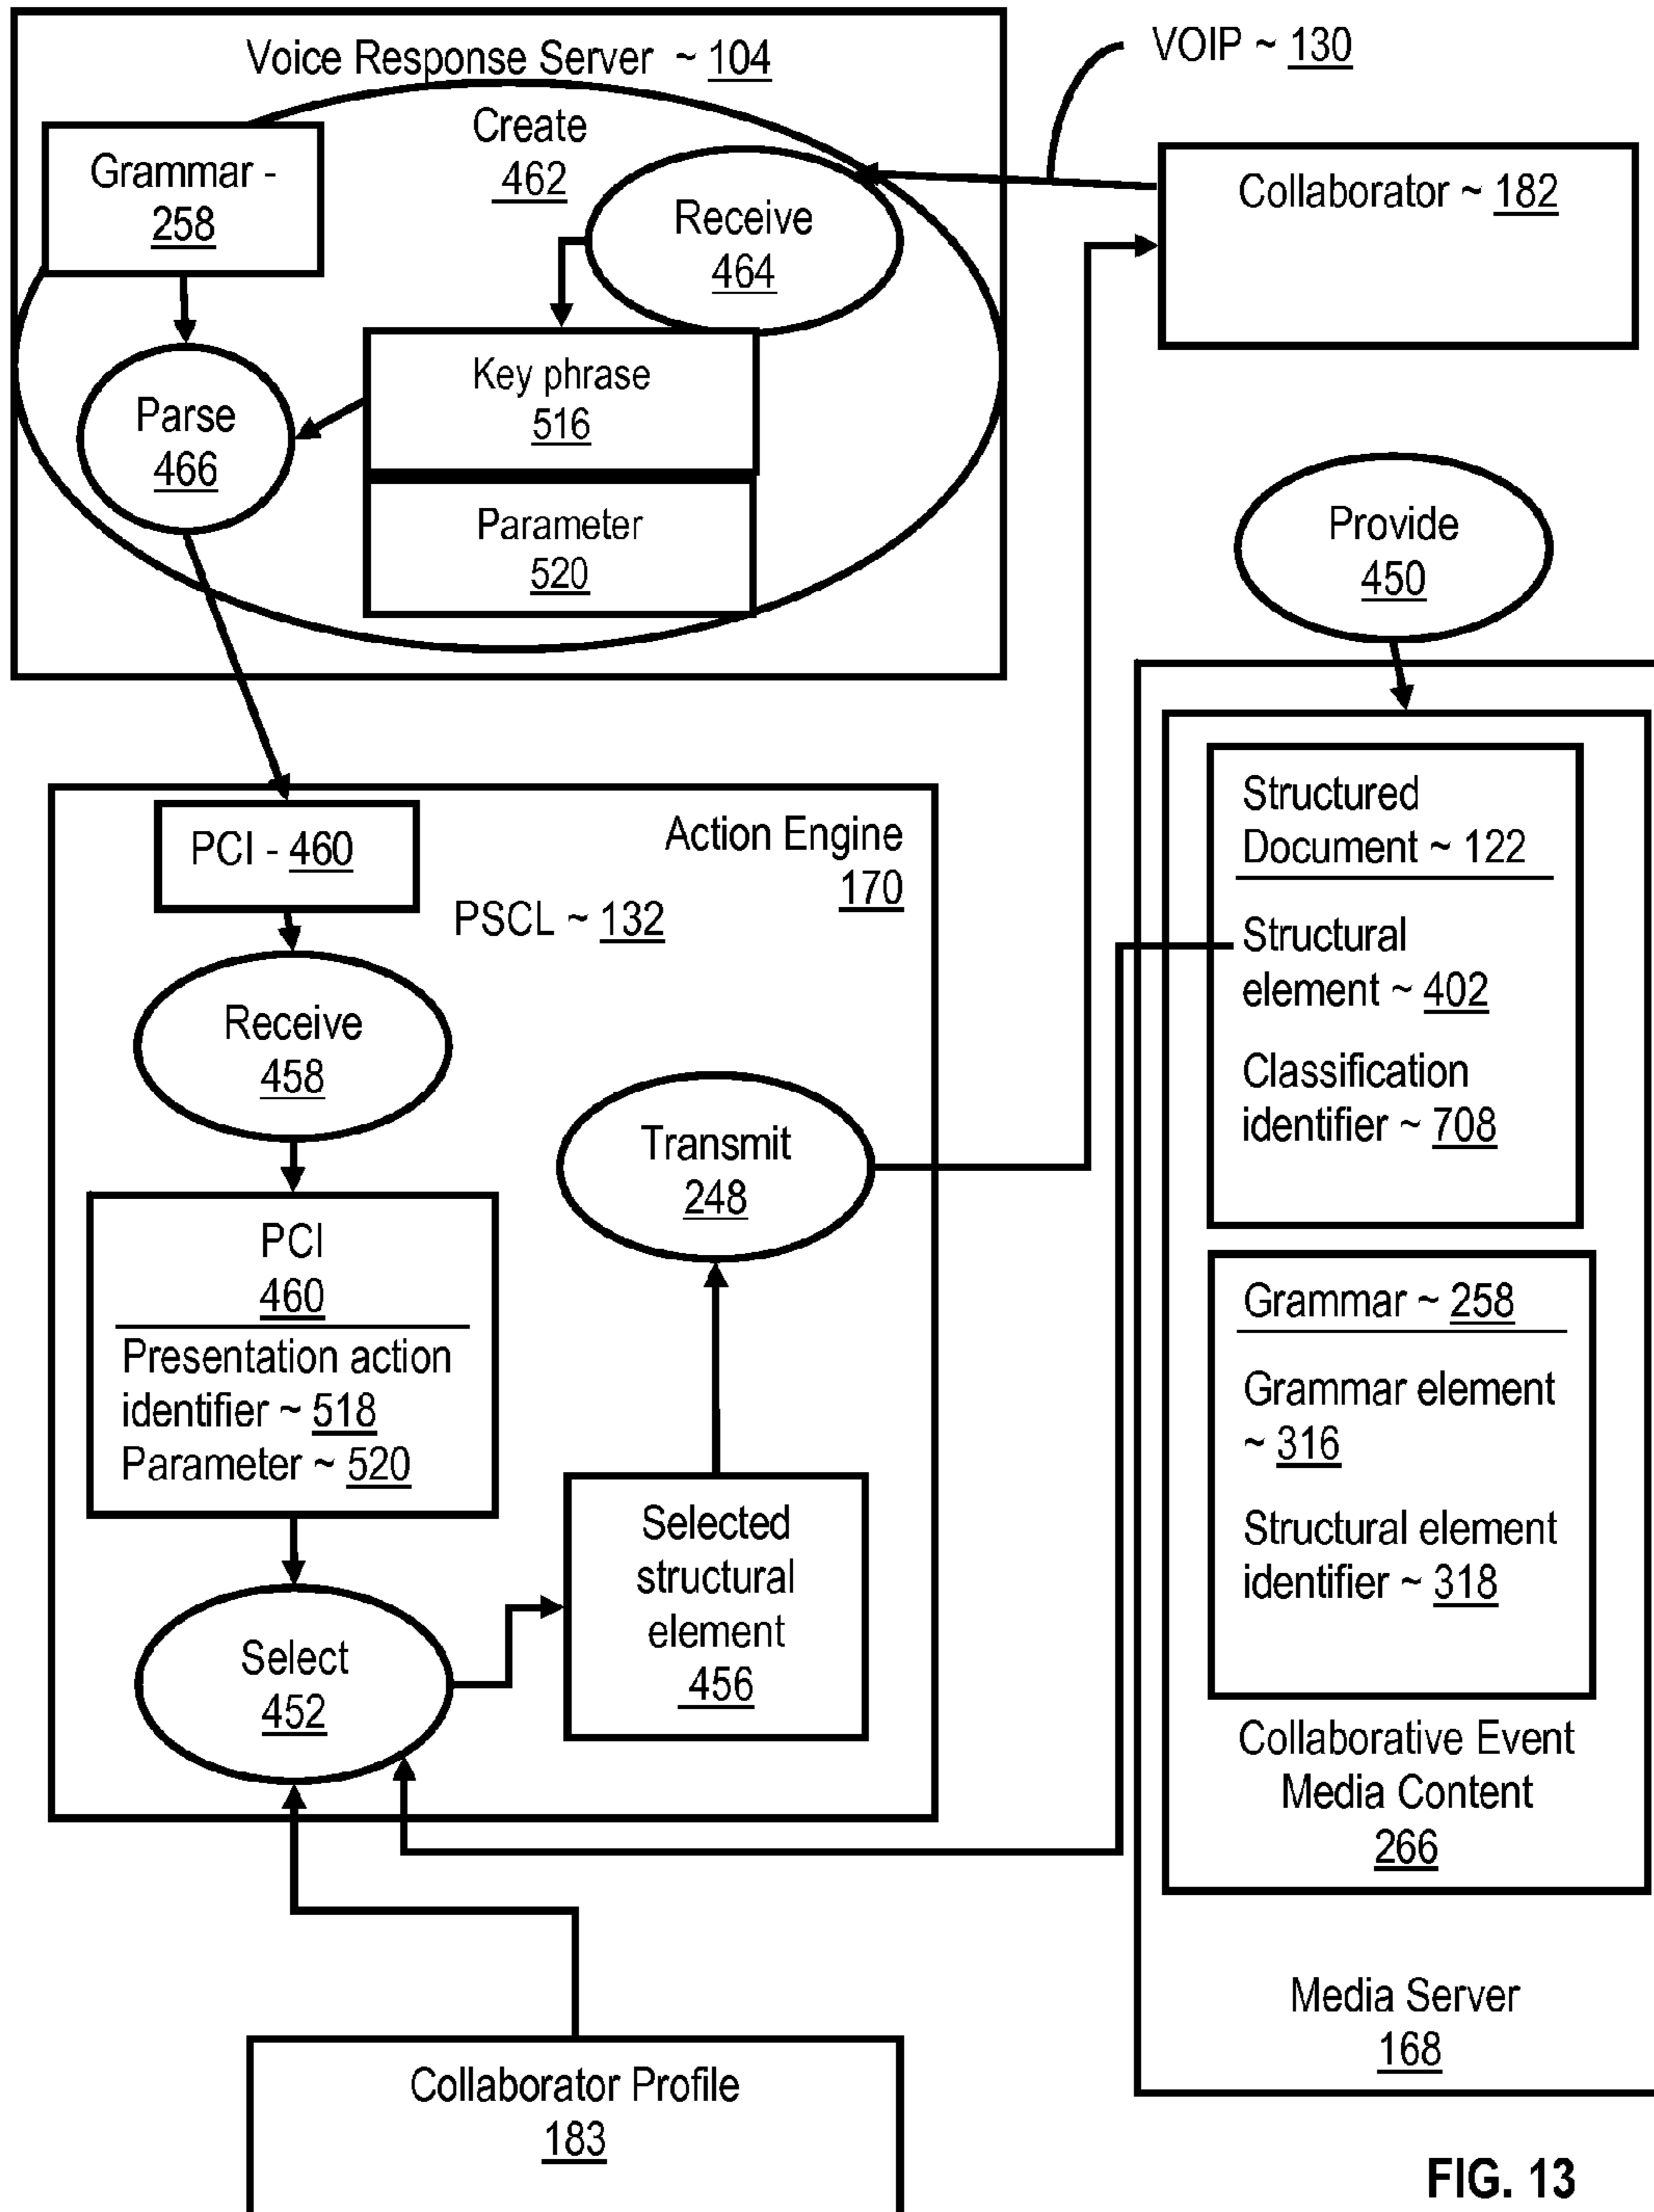 Voice Response Server ~ 104
VOIP ~ 130
Create
462
Grammar -
258
Receive
464
Collaborator ~ 182
Key phrase
516
Parse
466
Parameter
520
Provide
450
Action Engine
170
PCI - 460
PSCL ~ 132
Receive
458
Transmit
248
PCI
460
Presentation action
identifier ~ 518
Parameter ~ 520
Selected
structural
element
456
Select
452
Structured
Document ~ 122
Structural
element ~ 402
Classification
identifier ~ 708
Grammar ~ 258
Grammar element
~ 316
Structural element
identifier ~ 318
Collaborative Event
Media Content
266
Media Server
168
Collaborator Profile
183
FIG. 13